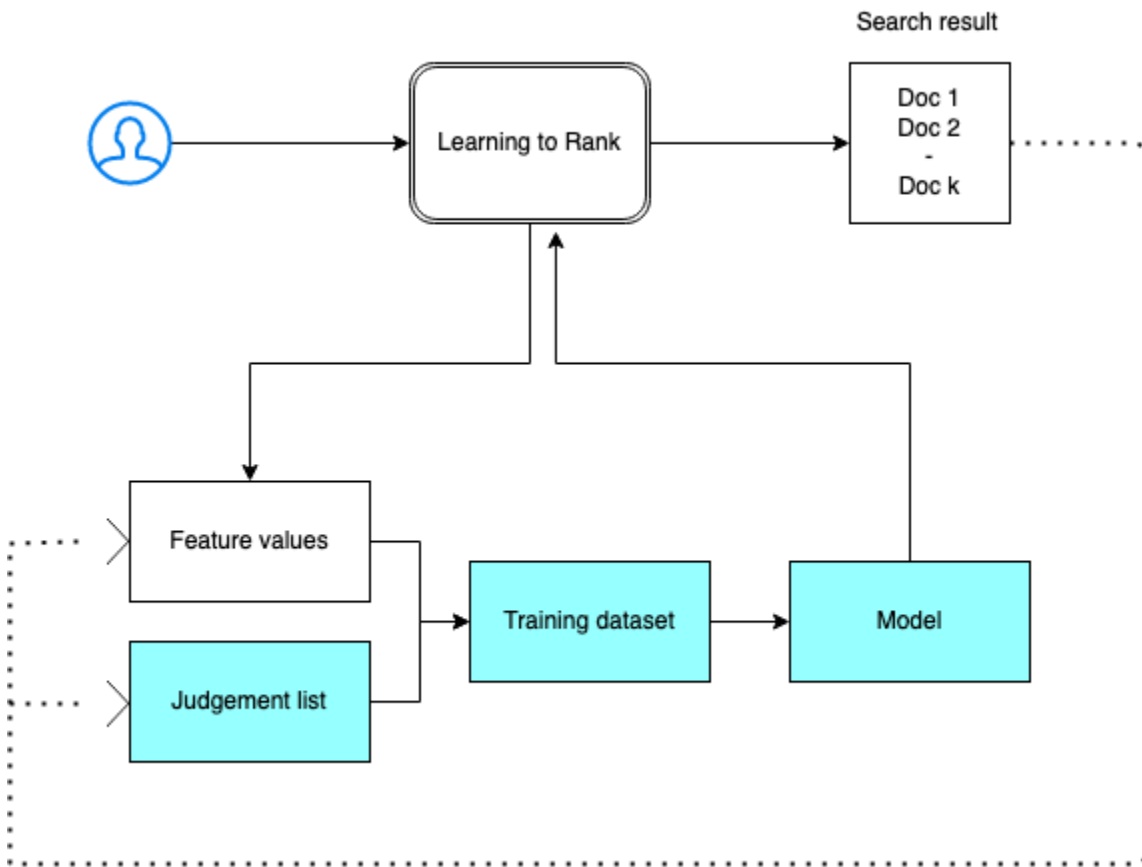 Search result
Learning to Rank
Doc 1
Doc 2
-
Doc k
Feature values
Training dataset
Model
Judgement list